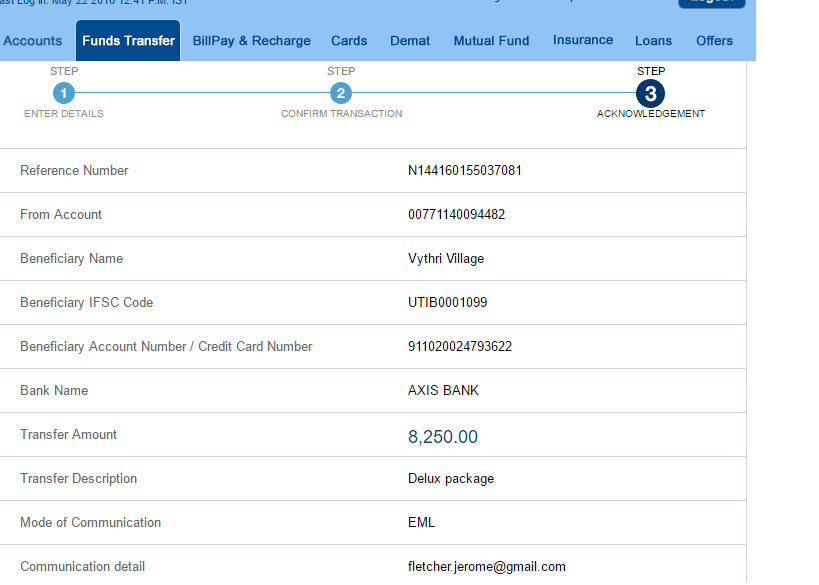 Last Log in: May 22 2016 12:41 P.M. IST
Logout
Accounts Funds Transfer BillPay & Recharge Cards Demat Mutual Fund Insurance Loans Offers
STEP STEP STEP
1 2 3
ENTER DETAILS CONFIRM TRANSACTION ACKNOWLEDGEMENT
Reference Number N144160155037081
From Account 00771140094482
Beneficiary Name Vythri Village
Beneficiary IFSC Code UTIB0001099
Beneficiary Account Number / Credit Card Number 911020024793622
Bank Name AXIS BANK
Transfer Amount 8,250.00
Transfer Description Delux package
Mode of Communication EML
Communication detail fletcher.jerome@gmail.com